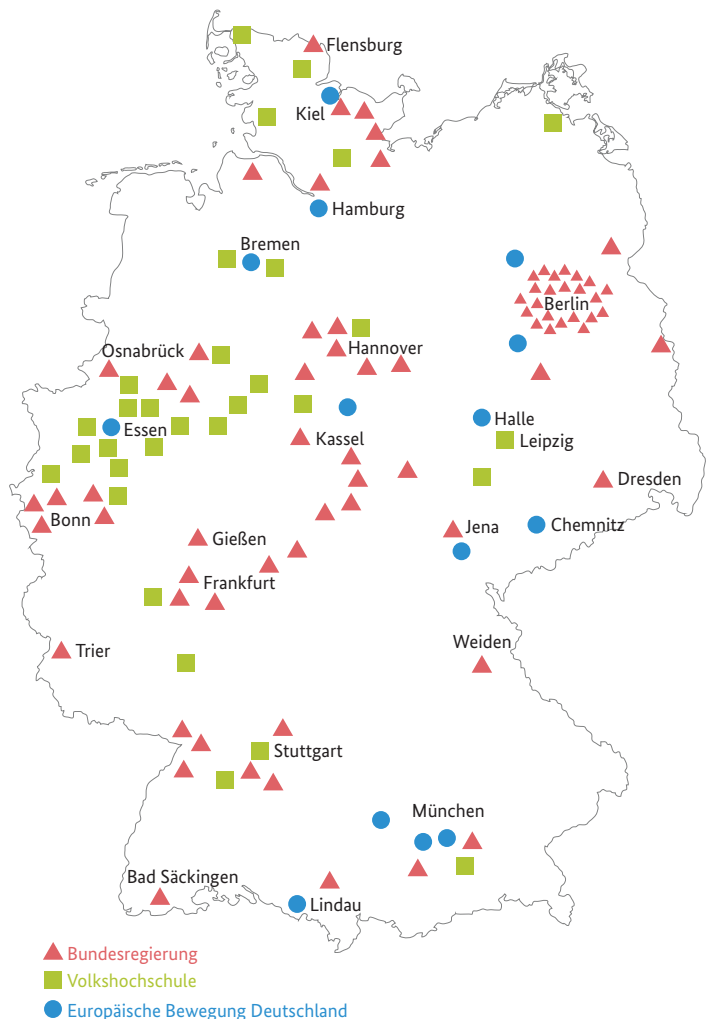 Flensburg
Kiel
Hamburg
Bremen
Berlin
Osnabrück
Hannover
Essen
Halle
Leipzig
Kassel
Dresden
Bonn
Jena
Chemnitz
Gießen
Frankfurt
Trier
Weiden
Stuttgart
München
Bad Säckingen
Lindau
Bundesregierung
Volkshochschule
Europäische Bewegung Deutschland